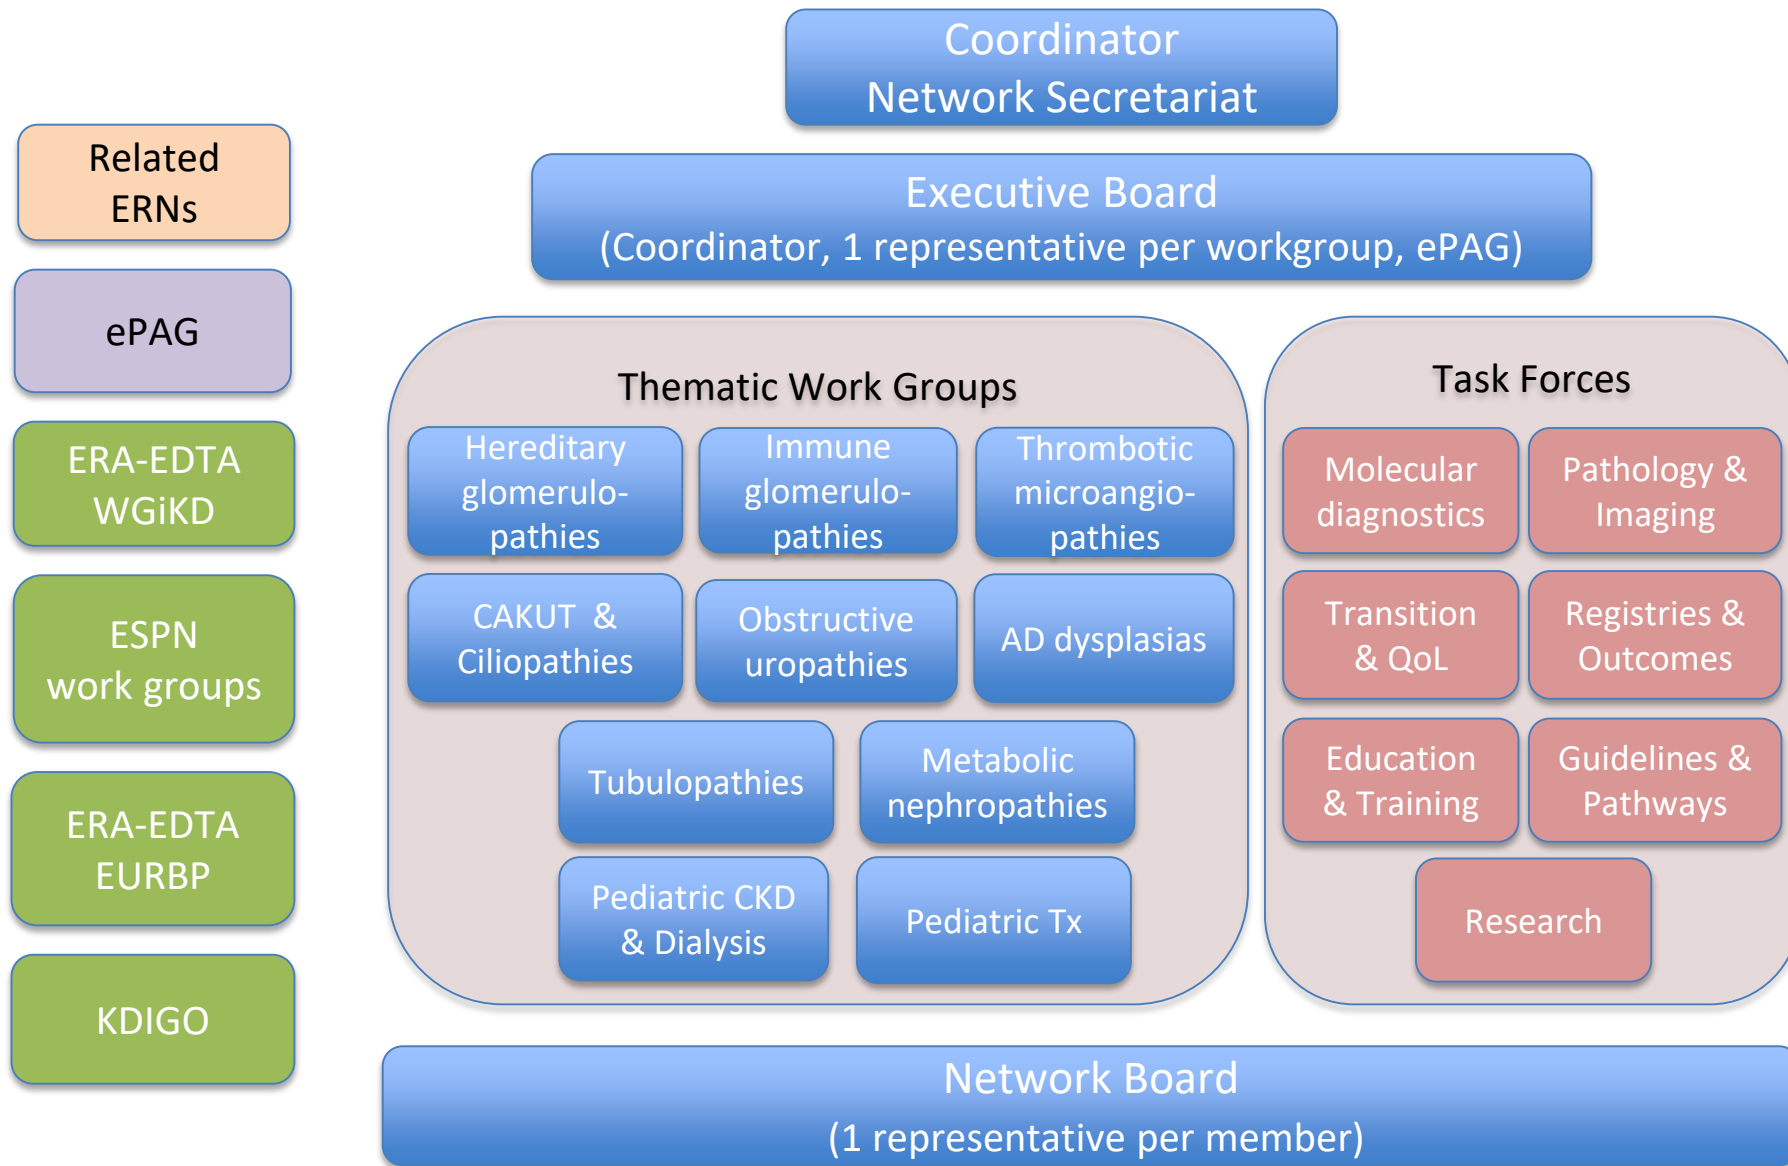 Coordinator
Network Secretariat
Executive Board
(Coordinator, 1 representative per workgroup, ePAG)
Related
ERNs
ePAG
ERA-EDTA
WGiKD
ESPN
work groups
ERA-EDTA
EURBP
KDIGO
Thematic Work Groups
Hereditary
glomerulo-
pathies
Immune
glomerulo-
pathies
Thrombotic
microangio-
pathies
CAKUT &
Ciliopathies
Obstructive
uropathies
AD dysplasias
Tubulopathies
Metabolic
nephropathies
Pediatric CKD
& Dialysis
Pediatric Tx
Task Forces
Molecular
diagnostics
Pathology &
Imaging
Transition
& QoL
Registries &
Outcomes
Education
& Training
Guidelines &
Pathways
Research
Network Board
(1 representative per member)